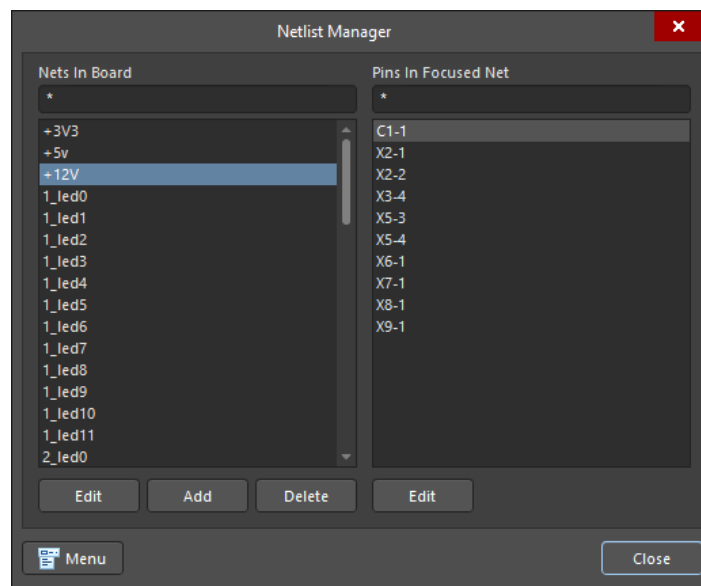 Netlist Manager
Nets In Board
*
+3V3
+5v
+12V
1_led0
1_led1
1_led2
1_led3
1_led4
1_led5
1_led6
1_led7
1_led8
1_led9
1_led10
1_led11
2_led0
Edit Add Delete
Pins In Focused Net
*
C1-1
X2-1
X2-2
X3-4
X5-3
X5-4
X6-1
X7-1
X8-1
X9-1
Edit
Menu
Close